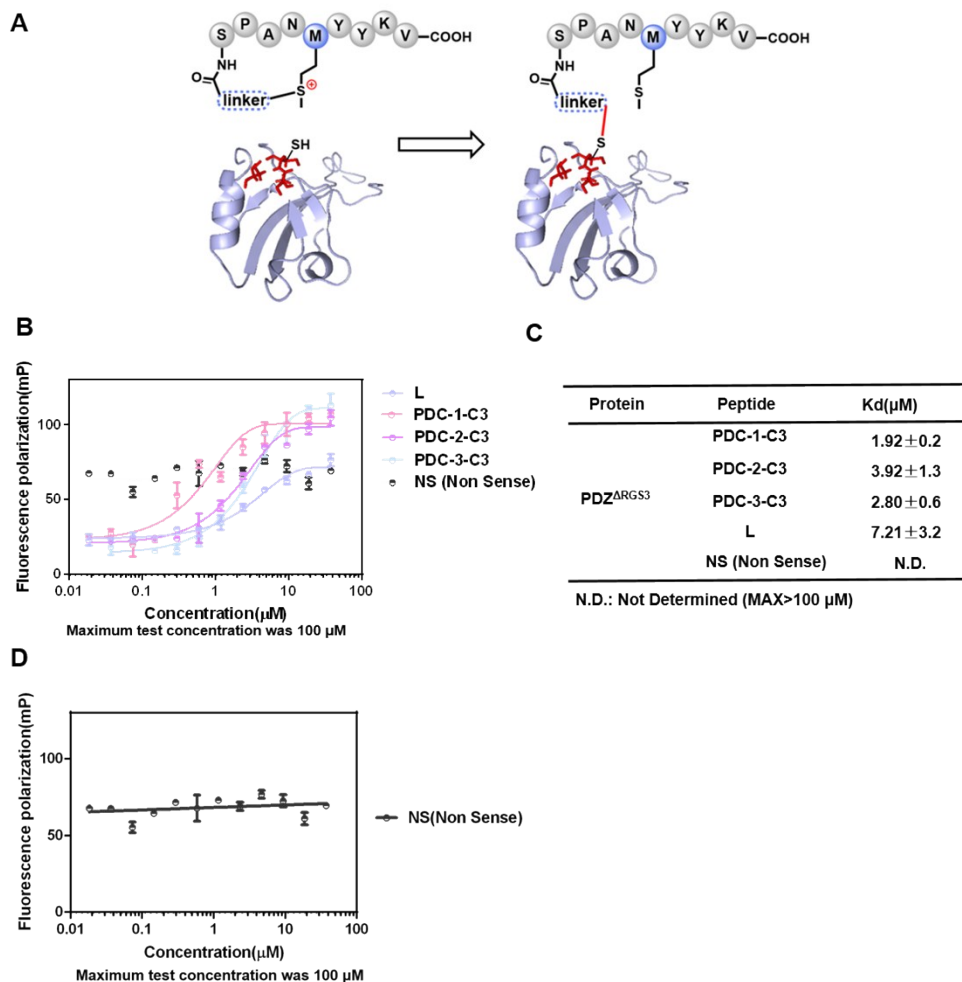 A
S P A N M Y Y K V COOH
NH
O
linker
S ⊕
SH
S P A N M Y Y K V COOH
NH
O
linker
S
S
B
Fluorescence polarization(mP)
100
50
0
0.01 0.1 1 10 100
Concentration(μM)
Maximum test concentration was 100 μM
L
PDC-1-C3
PDC-2-C3
PDC-3-C3
NS (Non Sense)
C
Protein Peptide Kd(μM)
PDC-1-C3 1.92±0.2
PDC-2-C3 3.92±1.3
PDZ^ΔRGS3 PDC-3-C3 2.80±0.6
L 7.21±3.2
NS (Non Sense) N.D.
N.D.: Not Determined (MAX>100 μM)
D
Fluorescence polarization(mP)
100
50
0
0.01 0.1 1 10 100
Concentration(μM)
Maximum test concentration was 100 μM
NS(Non Sense)